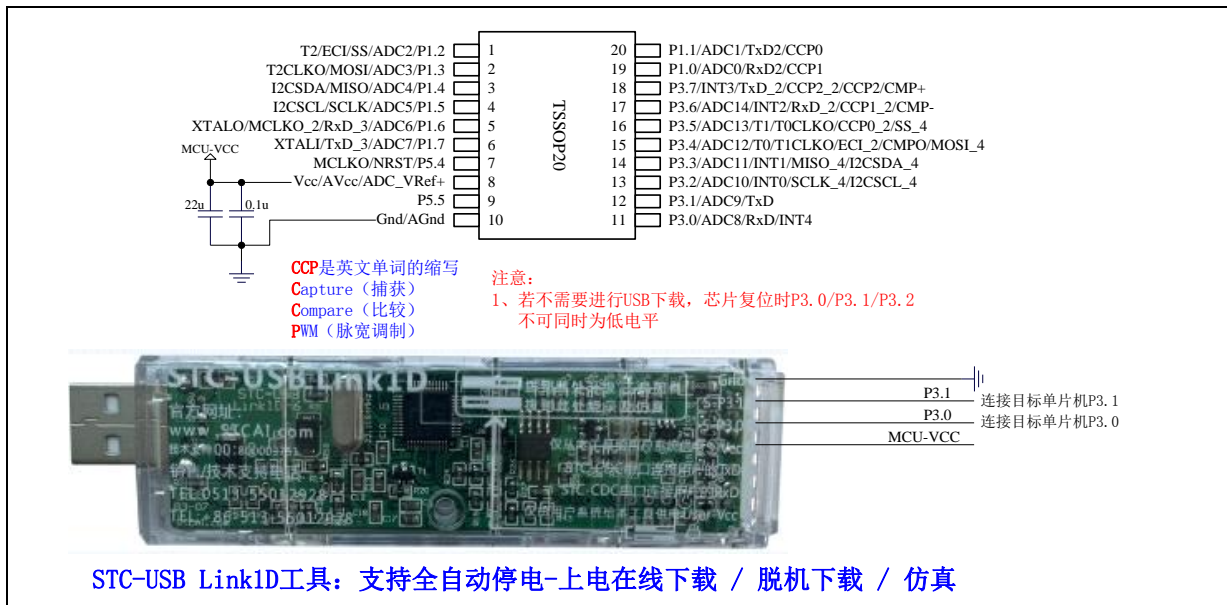 T2/ECI/SS/ADC2/P1.2 1
T2CLKO/MOSI/ADC3/P1.3 2
I2CSDA/MISO/ADC4/P1.4 3
I2CSCL/SCLK/ADC5/P1.5 4
XTALO/MCLKO_2/RxD_3/ADC6/P1.6 5
XTALI/TxD_3/ADC7/P1.7 6
MCLKO/NRST/P5.4 7
Vcc/AVcc/ADC_VRef+ 8
P5.5 9
Gnd/AGnd 10
MCU-VCC
22u
0.1u
TSSOP20
20 P1.1/ADC1/TxD2/CCP0
19 P1.0/ADC0/RxD2/CCP1
18 P3.7/INT3/TxD_2/CCP2_2/CCP2/CMP+
17 P3.6/ADC14/INT2/RxD_2/CCP1_2/CMP-
16 P3.5/ADC13/T1/T0CLKO/CCP0_2/SS_4
15 P3.4/ADC12/T0/T1CLKO/ECI_2/CMPO/MOSI_4
14 P3.3/ADC11/INT1/MISO_4/I2CSDA_4
13 P3.2/ADC10/INT0/SCLK_4/I2CSCL_4
12 P3.1/ADC9/TxD
11 P3.0/ADC8/RxD/INT4
CCP是英文单词的缩写
Capture（捕获）
Compare（比较）
PWM（脉宽调制）
注意：
1、若不需要进行USB下载，芯片复位时P3.0/P3.1/P3.2
不可同时为低电平
STC-USB Link1D
官方网址
www.STCAI.com
TEL:0513-55012928
Gnd
P3.1 连接目标单片机P3.1
P3.0 连接目标单片机P3.0
MCU-VCC
STC-USB Link1D工具：支持全自动停电-上电在线下载 / 脱机下载 / 仿真